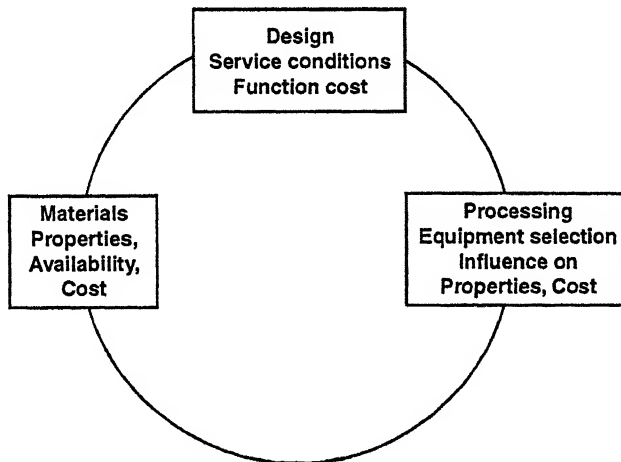 Design
Service conditions
Function cost
Materials
Properties,
Availability,
Cost
Processing
Equipment selection
Influence on
Properties, Cost